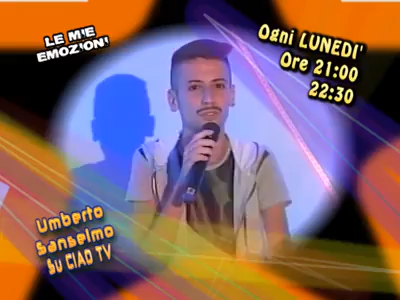 LE MIE
EMOZIONI
Ogni LUNEDI'
Ore 21:00
22:30
Umberto
Sanselmo
Su CIAO TV